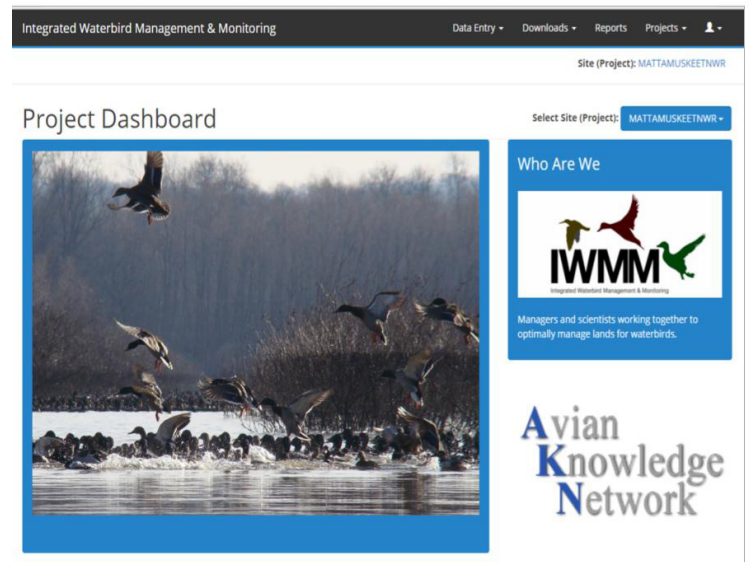 Integrated Waterbird Management & Monitoring
Data Entry Downloads Reports Projects
Site (Project): MATTAMUSKEETNWR
Project Dashboard
Select Site (Project): MATTAMUSKEETNWR
Who Are We
IWMM
Integrated Waterbird Management & Monitoring
Managers and scientists working together to
optimally manage lands for waterbirds.
Avian
Knowledge
Network